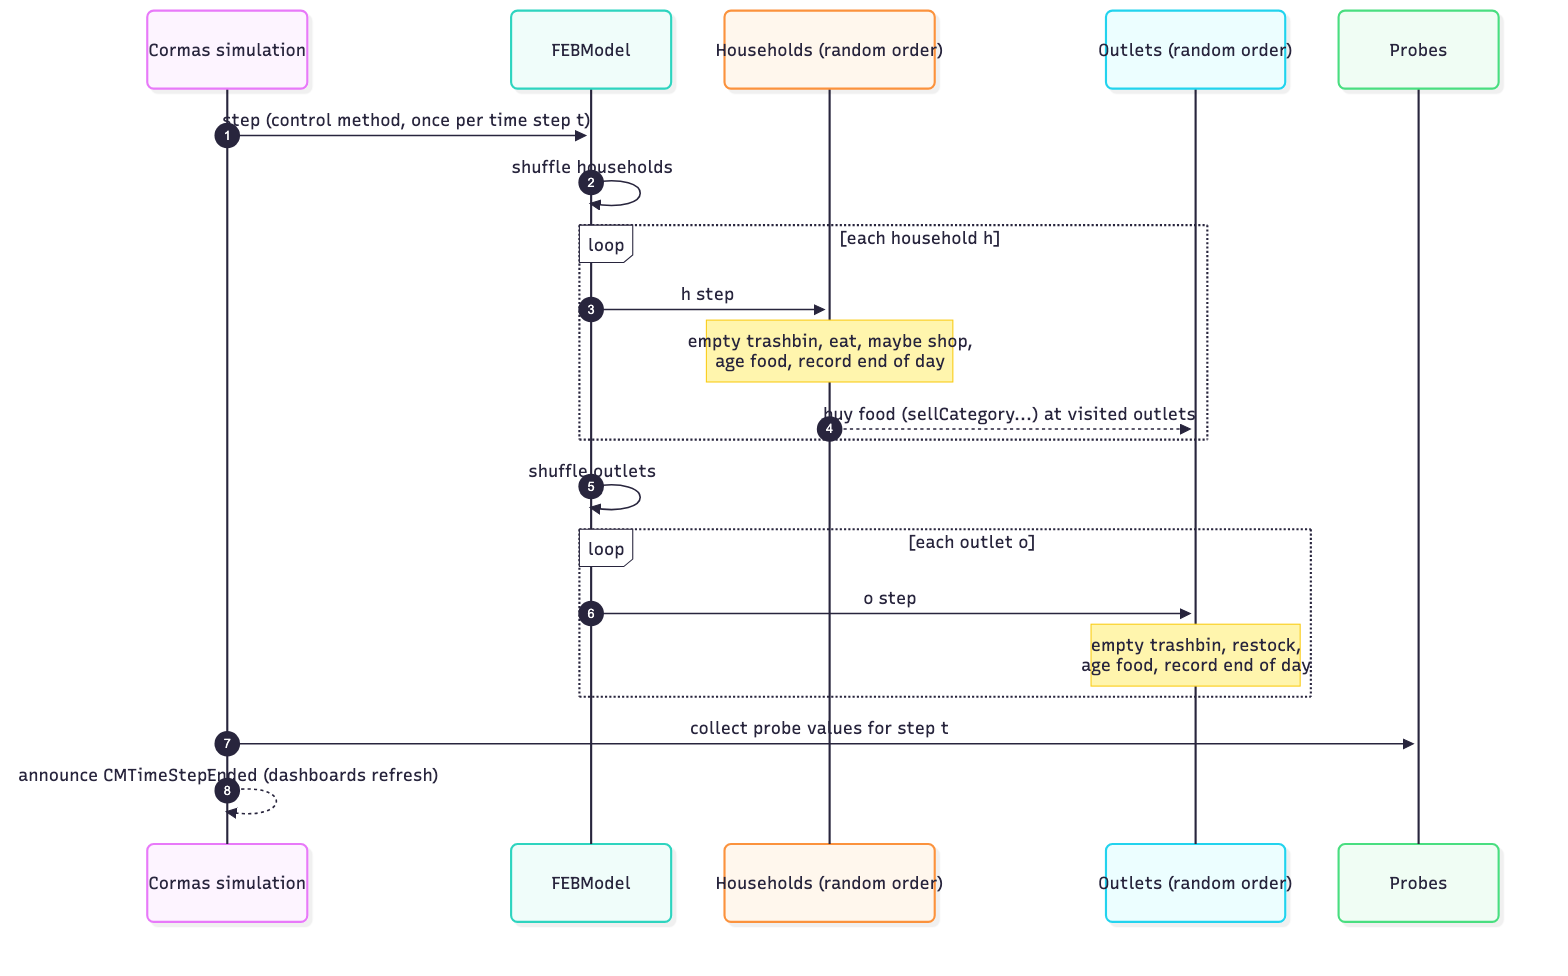 Cormas simulation
FEBModel
Households (random order)
Outlets (random order)
Probes
step (control method, once per time step t)
1
shuffle households
2
loop
[each household h]
h step
3
empty trashbin, eat, maybe shop,
age food, record end of day
buy food (sellCategory...) at visited outlets
4
shuffle outlets
5
loop
[each outlet o]
o step
6
empty trashbin, restock,
age food, record end of day
collect probe values for step t
7
announce CMTimeStepEnded (dashboards refresh)
8
Cormas simulation
FEBModel
Households (random order)
Outlets (random order)
Probes